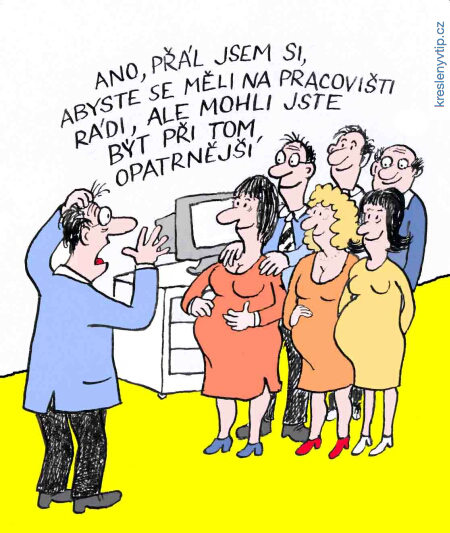 ANO, PŘÁL JSEM SI,
ABYSTE SE MĚLI NA PRACOVIŠTI
RÁDI, ALE MOHLI JSTE
BÝT PŘI TOM,
OPATRNĚJŠÍ
kreslenyvtip.cz